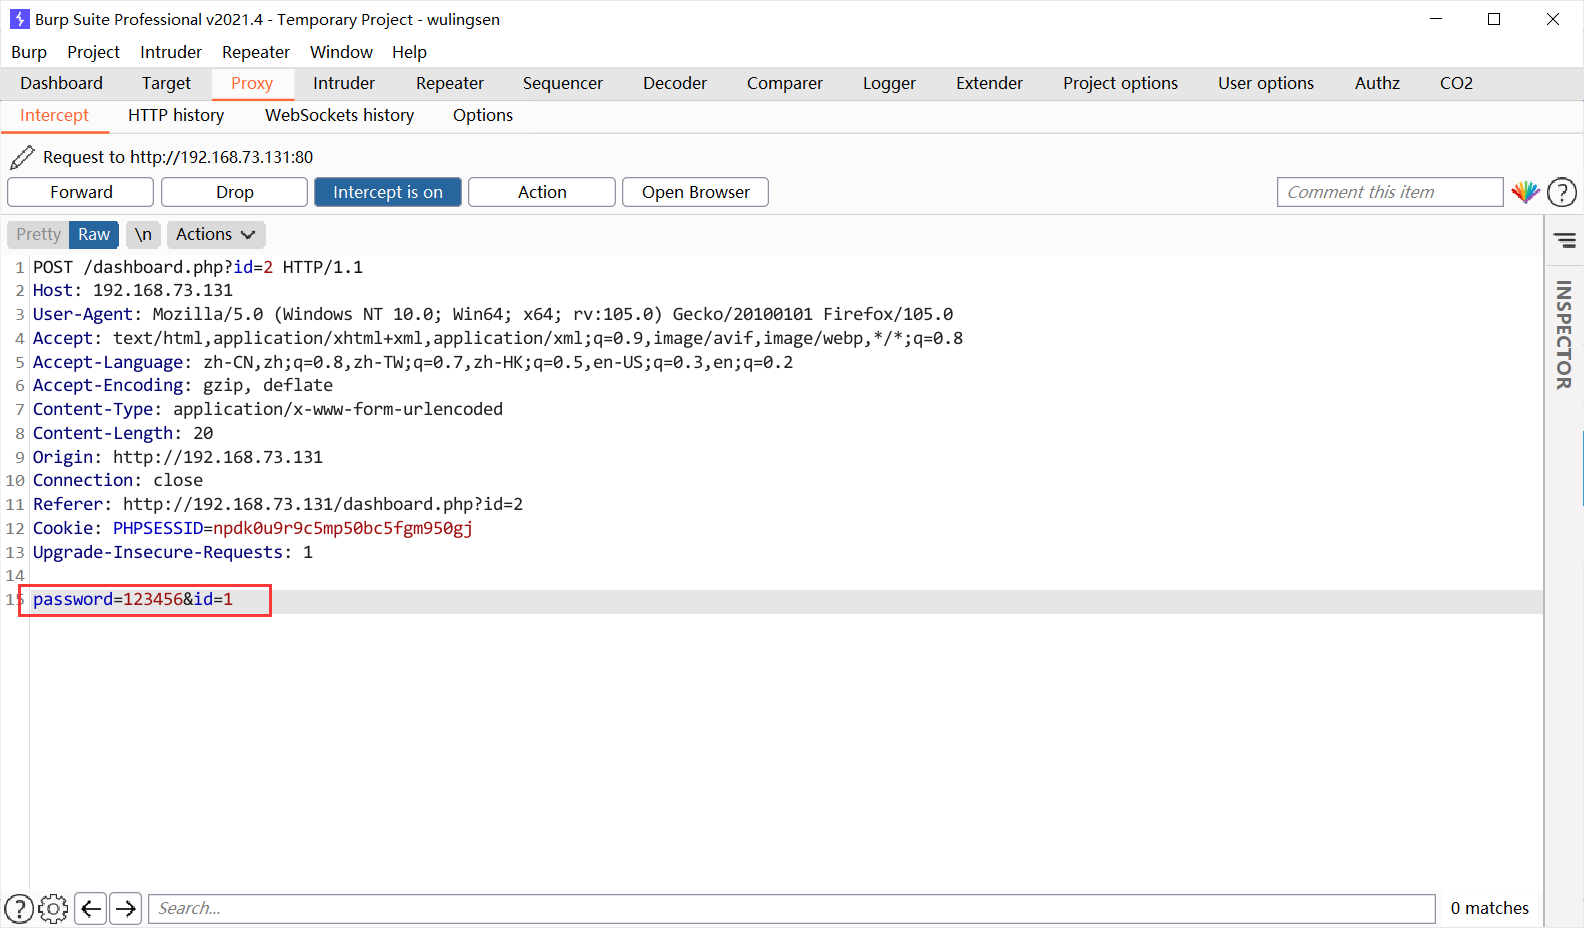 Burp Suite Professional v2021.4 - Temporary Project - wulingsen
Burp Project Intruder Repeater Window Help
Dashboard Target Proxy Intruder Repeater Sequencer Decoder Comparer Logger Extender Project options User options Authz CO2
Intercept HTTP history WebSockets history Options
Request to http://192.168.73.131:80
Forward Drop Intercept is on Action Open Browser Comment this item ?
Pretty Raw \n Actions
INSPECTOR
1 POST /dashboard.php?id=2 HTTP/1.1
2 Host: 192.168.73.131
3 User-Agent: Mozilla/5.0 (Windows NT 10.0; Win64; x64; rv:105.0) Gecko/20100101 Firefox/105.0
4 Accept: text/html,application/xhtml+xml,application/xml;q=0.9,image/avif,image/webp,*/*;q=0.8
5 Accept-Language: zh-CN,zh;q=0.8,zh-TW;q=0.7,zh-HK;q=0.5,en-US;q=0.3,en;q=0.2
6 Accept-Encoding: gzip, deflate
7 Content-Type: application/x-www-form-urlencoded
8 Content-Length: 20
9 Origin: http://192.168.73.131
10 Connection: close
11 Referer: http://192.168.73.131/dashboard.php?id=2
12 Cookie: PHPSESSID=npdk0u9r9c5mp50bc5fgm950gj
13 Upgrade-Insecure-Requests: 1
14
15 password=123456&id=1
? Search... 0 matches